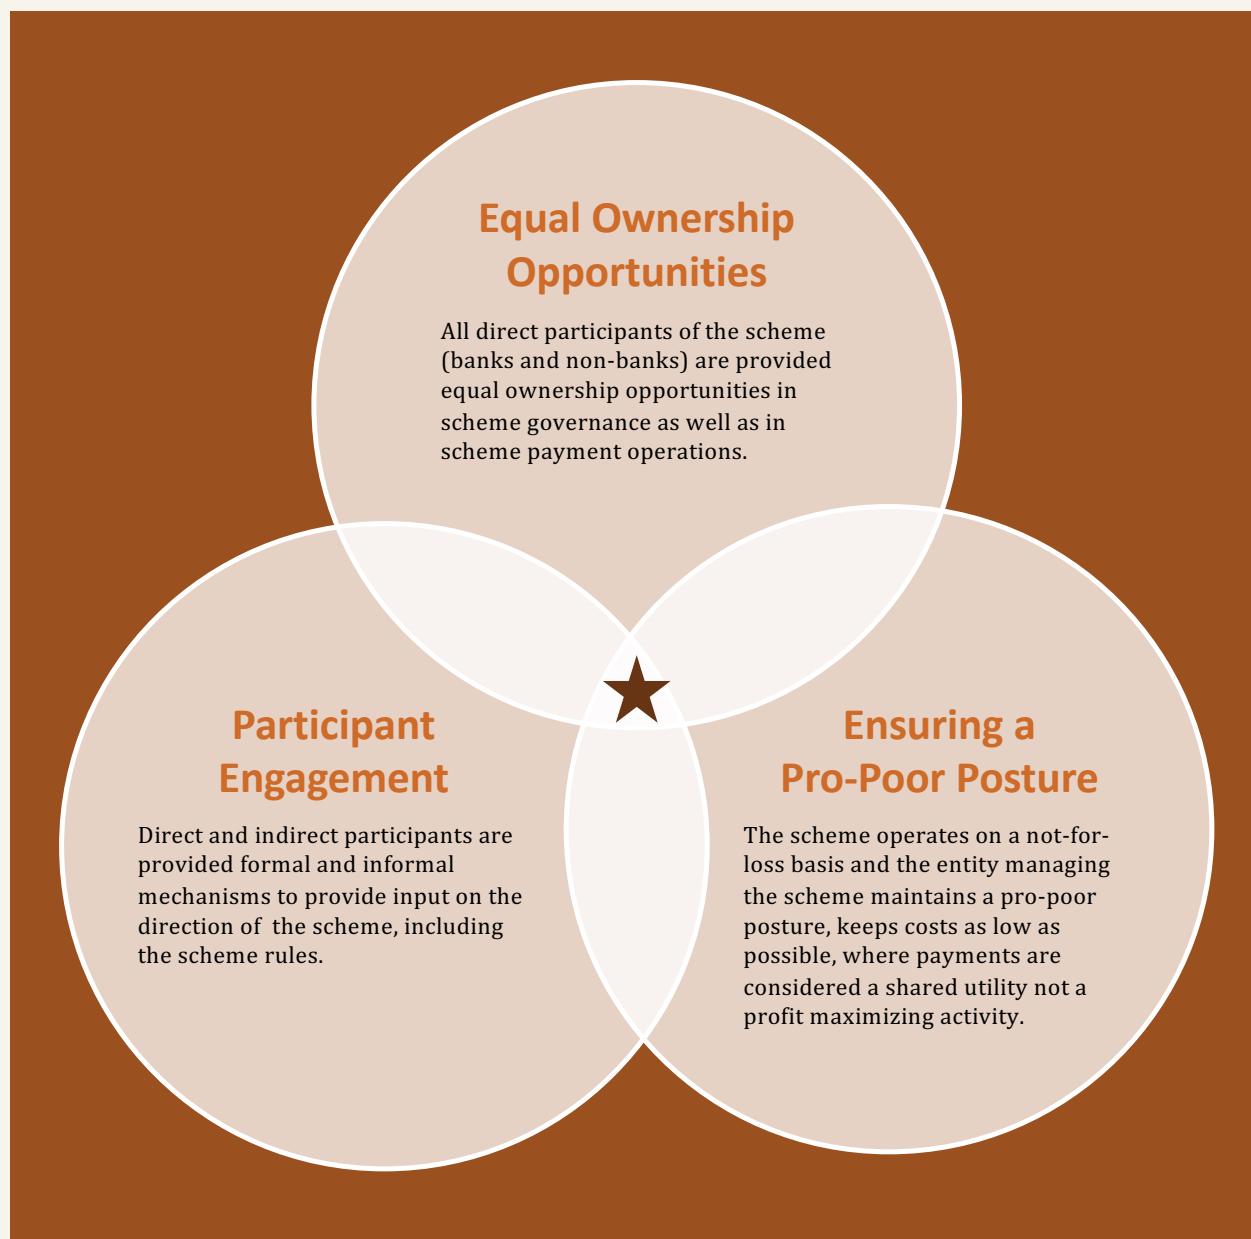 Equal Ownership
Opportunities
All direct participants of the scheme
(banks and non-banks) are provided
equal ownership opportunities in
scheme governance as well as in
scheme payment operations.
Participant
Engagement
Direct and indirect participants are
provided formal and informal
mechanisms to provide input on the
direction of  the scheme, including
the scheme rules.
Ensuring a
Pro-Poor Posture
The scheme operates on a not-for-
loss basis and the entity managing
the scheme maintains a pro-poor
posture, keeps costs as low as
possible, where payments are
considered a shared utility not a
profit maximizing activity.